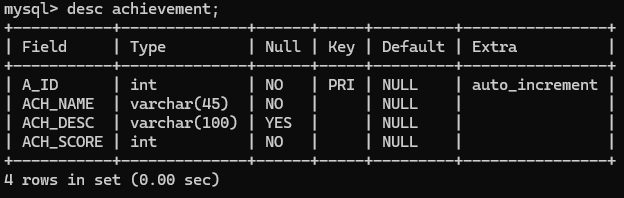 mysql> desc achievement;
+-----------+--------------+------+-----+---------+----------------+
| Field     | Type         | Null | Key | Default | Extra          |
+-----------+--------------+------+-----+---------+----------------+
| A_ID      | int          | NO   | PRI | NULL    | auto_increment |
| ACH_NAME  | varchar(45)  | NO   |     | NULL    |                |
| ACH_DESC  | varchar(100) | YES  |     | NULL    |                |
| ACH_SCORE | int          | NO   |     | NULL    |                |
+-----------+--------------+------+-----+---------+----------------+
4 rows in set (0.00 sec)